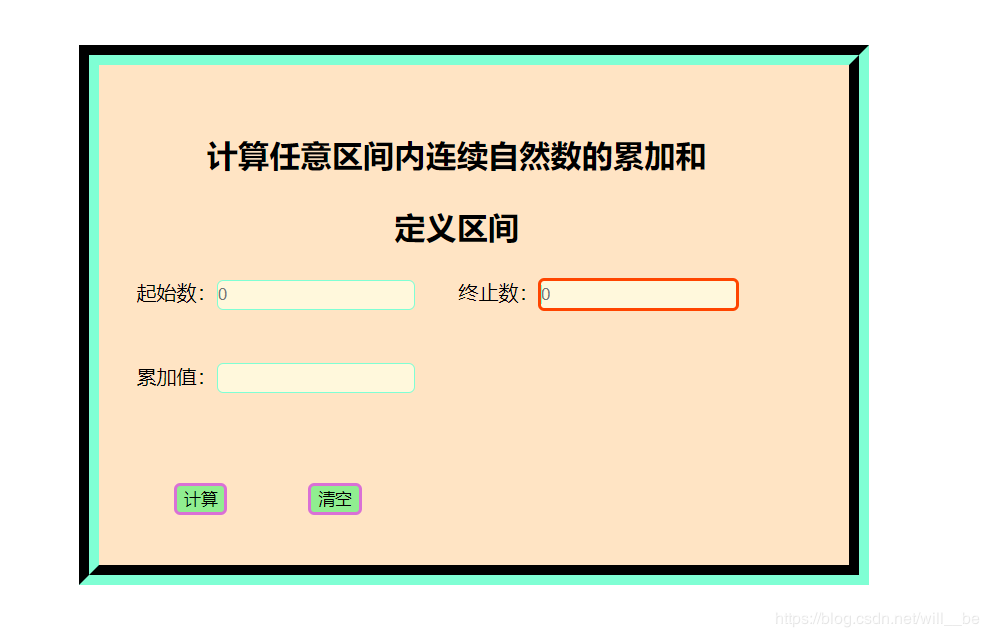 计算任意区间内连续自然数的累加和
定义区间
起始数： 0 终止数： 0
累加值：
计算 清空
https://blog.csdn.net/will__be